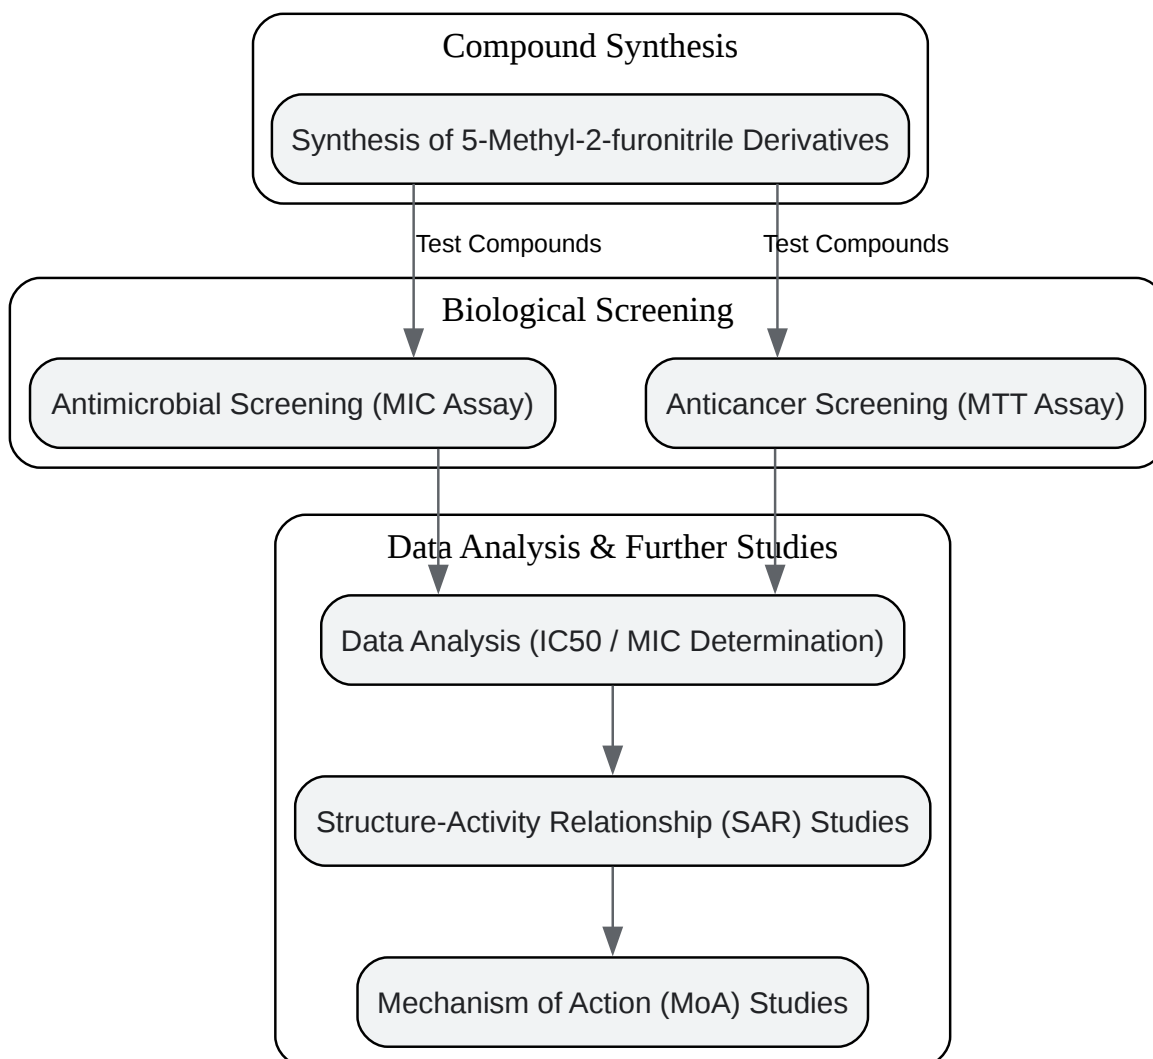 Compound Synthesis
Synthesis of 5-Methyl-2-furonitrile Derivatives
Test Compounds
Test Compounds
Biological Screening
Antimicrobial Screening (MIC Assay)
Anticancer Screening (MTT Assay)
Data Analysis & Further Studies
Data Analysis (IC50 / MIC Determination)
Structure-Activity Relationship (SAR) Studies
Mechanism of Action (MoA) Studies